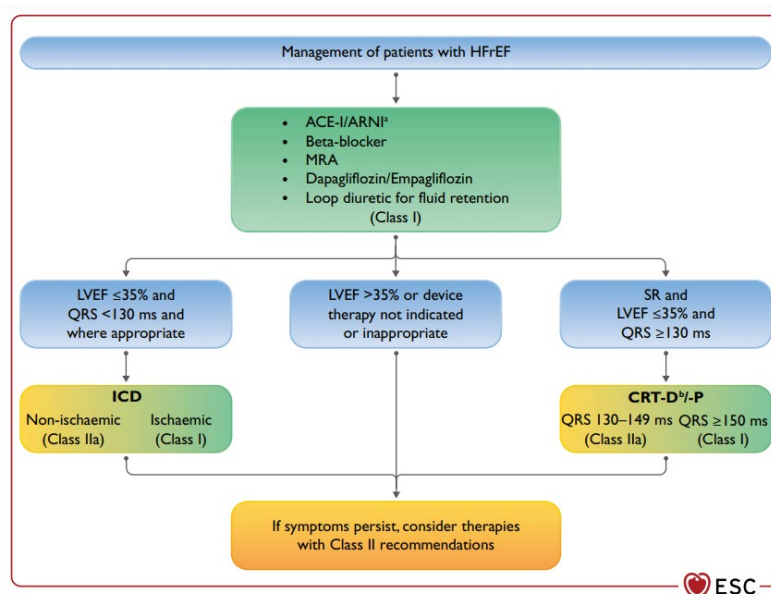 Management of patients with HFrEF
• ACE-I/ARNIᵃ
• Beta-blocker
• MRA
• Dapagliflozin/Empagliflozin
• Loop diuretic for fluid retention
(Class I)
LVEF ≤35% and
QRS <130 ms and
where appropriate
LVEF >35% or device
therapy not indicated
or inappropriate
SR and
LVEF ≤35% and
QRS ≥130 ms
ICD
Non-ischaemic
(Class IIa)
Ischaemic
(Class I)
CRT-Dᵇ/-P
QRS 130–149 ms
(Class IIa)
QRS ≥150 ms
(Class I)
If symptoms persist, consider therapies
with Class II recommendations
ESC